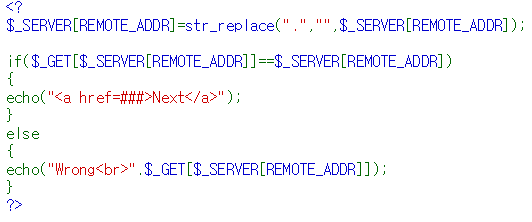 <?
$_SERVER[REMOTE_ADDR]=str_replace(".","",$_SERVER[REMOTE_ADDR]);
if($_GET[$_SERVER[REMOTE_ADDR]]==$_SERVER[REMOTE_ADDR])
{
echo("<a href=###>Next</a>");
}
else
{
echo("Wrong<br>".$_GET[$_SERVER[REMOTE_ADDR]]);
}
?>